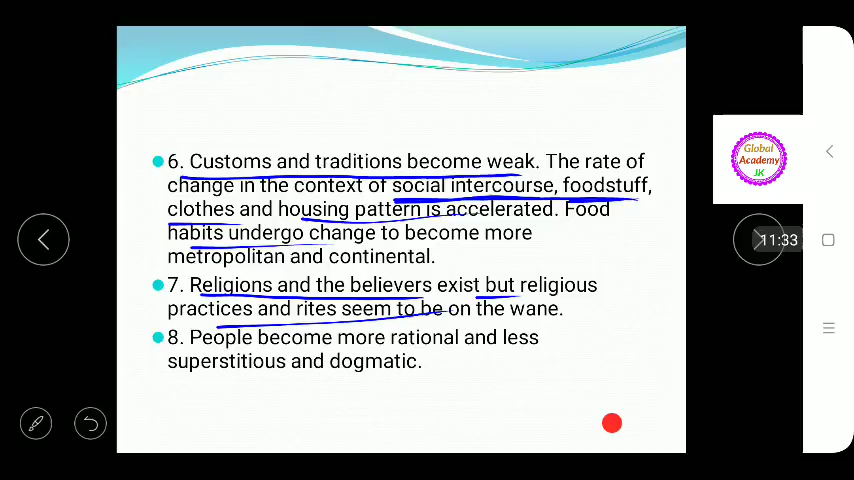 6. Customs and traditions become weak. The rate of
change in the context of social intercourse, foodstuff,
clothes and housing pattern is accelerated. Food
habits undergo change to become more
metropolitan and continental.
7. Religions and the believers exist but religious
practices and rites seem to be on the wane.
8. People become more rational and less
superstitious and dogmatic.
Global
Academy
JK
11:33